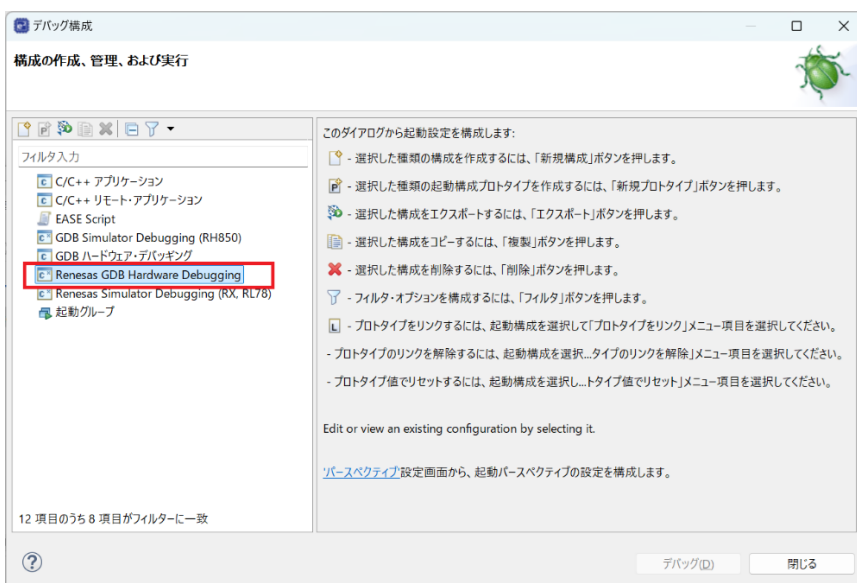 デバッグ構成
構成の作成、管理、および実行
フィルタ入力
C/C++ アプリケーション
C/C++ リモート・アプリケーション
EASE Script
GDB Simulator Debugging (RH850)
GDB ハードウェア・デバッギング
Renesas GDB Hardware Debugging
Renesas Simulator Debugging (RX, RL78)
起動グループ
12 項目のうち 8 項目がフィルターに一致
このダイアログから起動設定を構成します:
- 選択した種類の構成を作成するには、「新規構成」ボタンを押します。
- 選択した種類の起動構成プロトタイプを作成するには、「新規プロトタイプ」ボタンを押します。
- 選択した構成をエクスポートするには、「エクスポート」ボタンを押します。
- 選択した構成をコピーするには、「複製」ボタンを押します。
- 選択した構成を削除するには、「削除」ボタンを押します。
- フィルタ・オプションを構成するには、「フィルタ」ボタンを押します。
- プロトタイプをリンクするには、起動構成を選択して「プロトタイプをリンク」メニュー項目を選択してください。
- プロトタイプのリンクを解除するには、起動構成を選択...タイプのリンクを解除」メニュー項目を選択してください。
- プロトタイプ値でリセットするには、起動構成を選択し...トタイプ値でリセット」メニュー項目を選択してください。
Edit or view an existing configuration by selecting it.
'パースペクティブ'設定画面から、起動パースペクティブの設定を構成します。
デバッグ(D)
閉じる